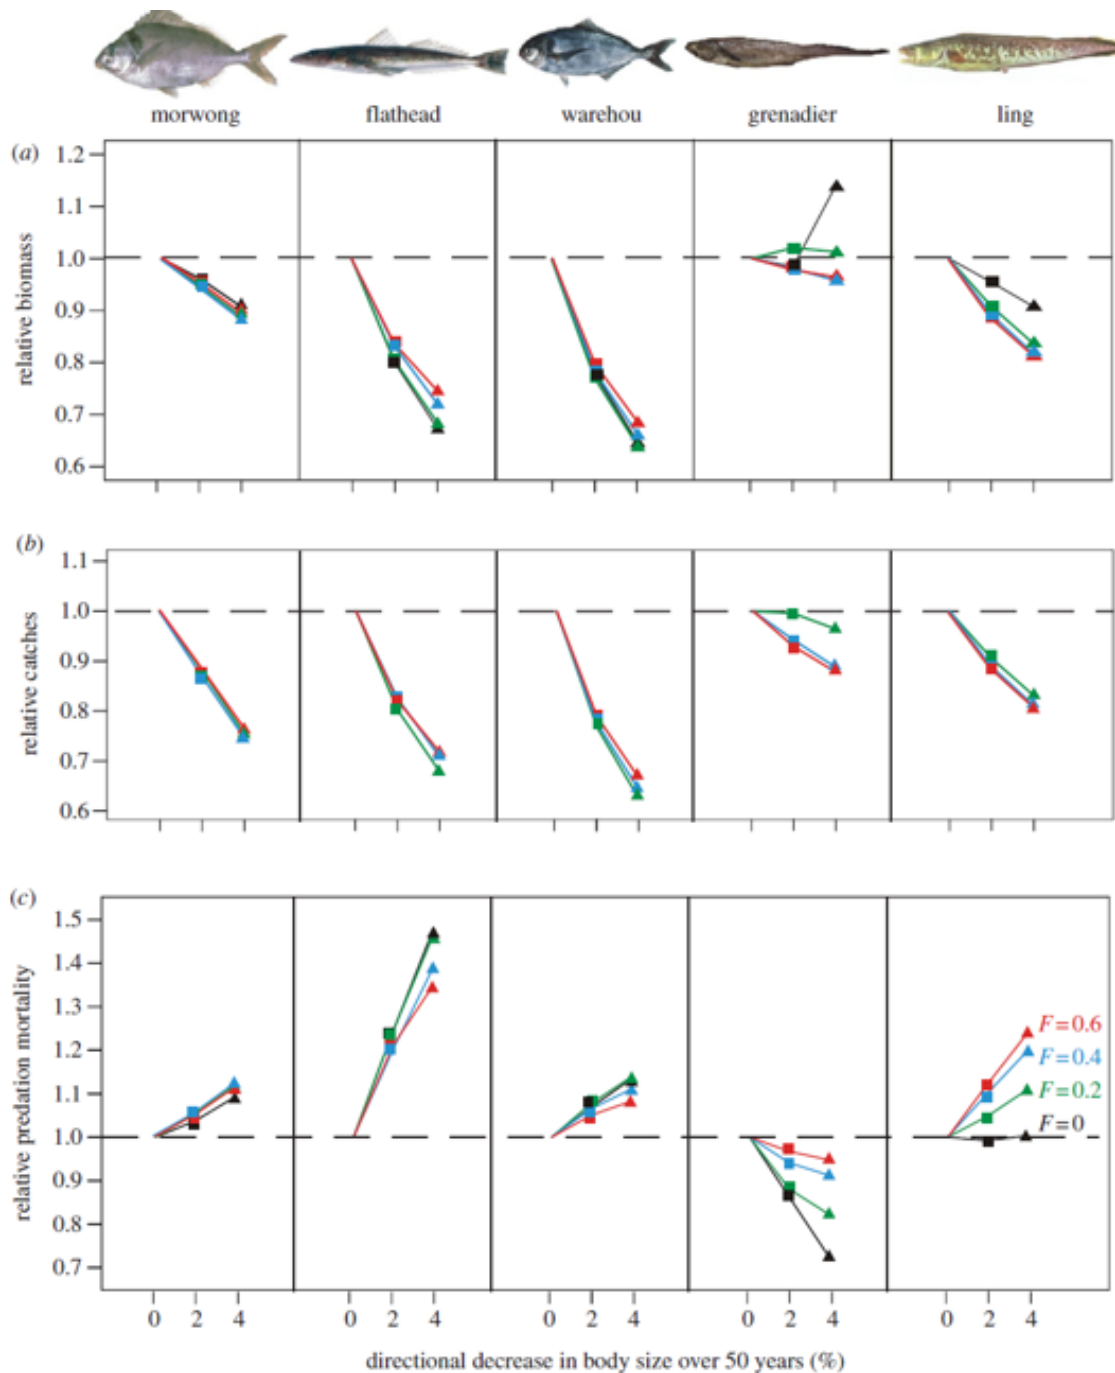 morwong flathead warehou grenadier ling
(a)
1.2
1.1
1.0
0.9
0.8
0.7
0.6
relative biomass
(b)
1.1
1.0
0.9
0.8
0.7
0.6
relative catches
(c)
1.5
1.4
1.3
1.2
1.1
1.0
0.9
0.8
0.7
relative predation mortality
F=0.6
F=0.4
F=0.2
F=0
0 2 4 0 2 4 0 2 4 0 2 4 0 2 4
directional decrease in body size over 50 years (%)